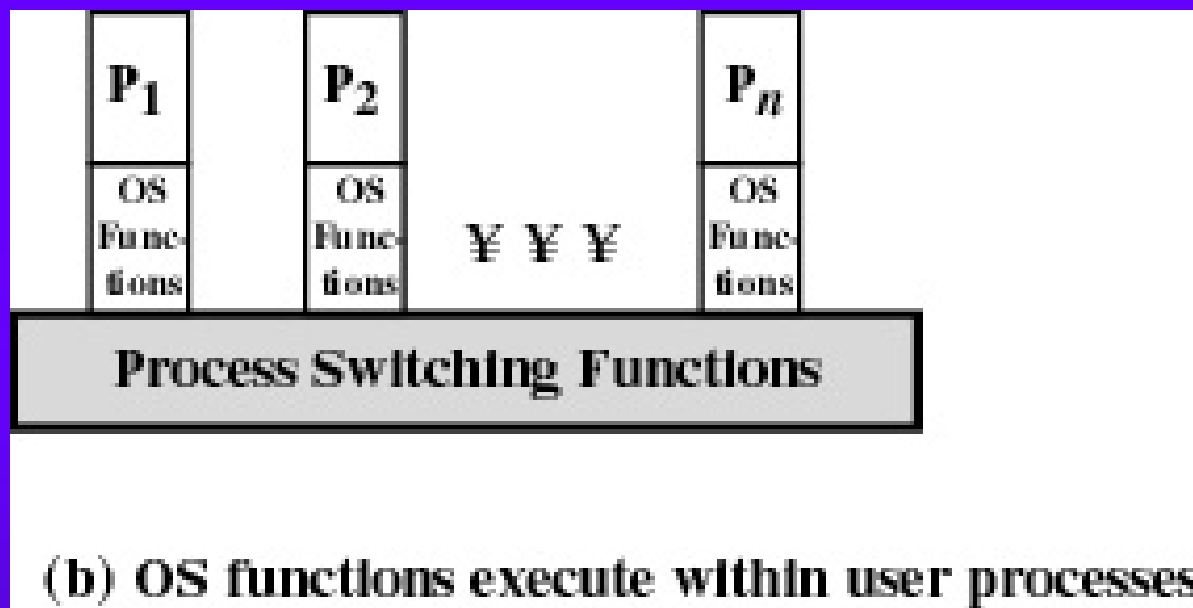 P1 P2 Pn
OS OS OS
Func- Func- ¥ ¥ ¥ Func-
tions tions tions
Process Switching Functions
(b) OS functions execute within user processes